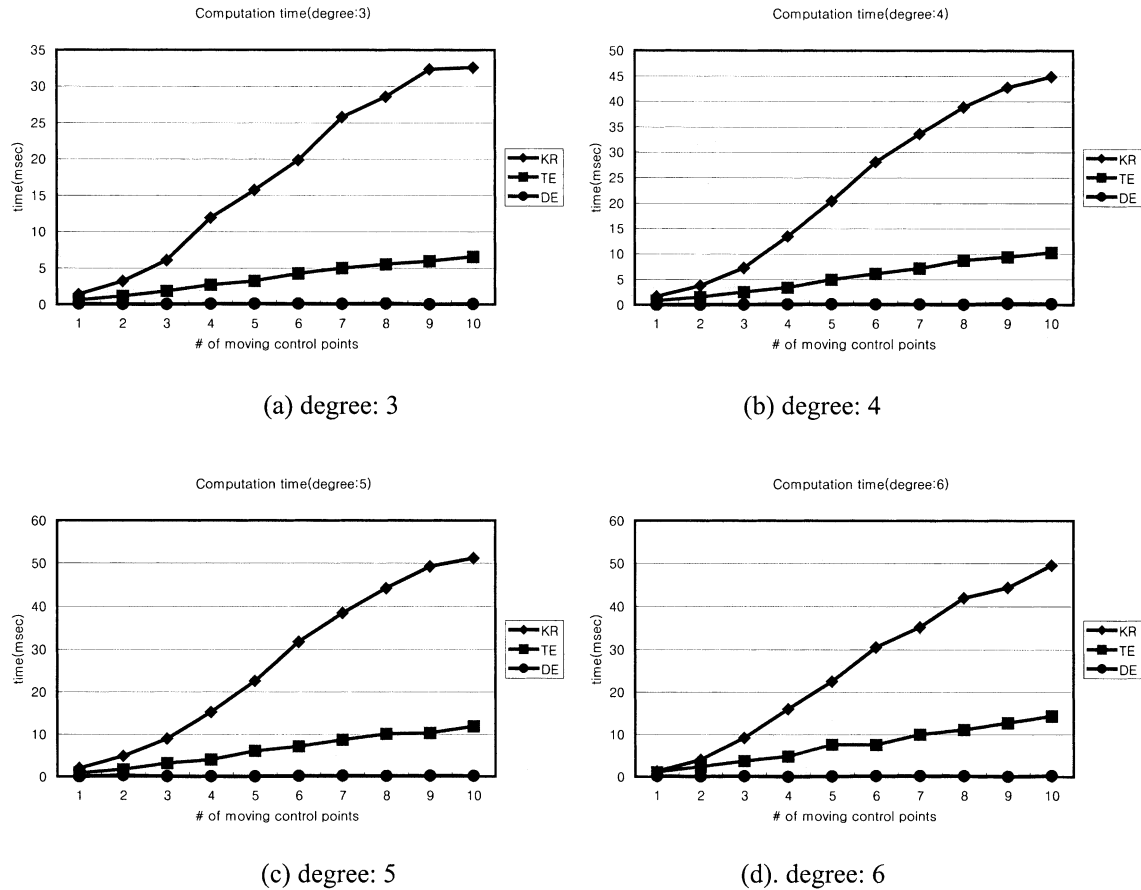 Computation time(degree:3)
35
30
25
20
15
10
5
0
time(msec)
1 2 3 4 5 6 7 8 9 10
# of moving control points
KR
TE
DE
(a) degree: 3
Computation time(degree:4)
50
45
40
35
30
25
20
15
10
5
0
time(msec)
1 2 3 4 5 6 7 8 9 10
# of moving control points
KR
TE
DE
(b) degree: 4
Computation time(degree:5)
60
50
40
30
20
10
0
time(msec)
1 2 3 4 5 6 7 8 9 10
# of moving control points
KR
TE
DE
(c) degree: 5
Computation time(degree:6)
60
50
40
30
20
10
0
time(msec)
1 2 3 4 5 6 7 8 9 10
# of moving control points
KR
TE
DE
(d). degree: 6